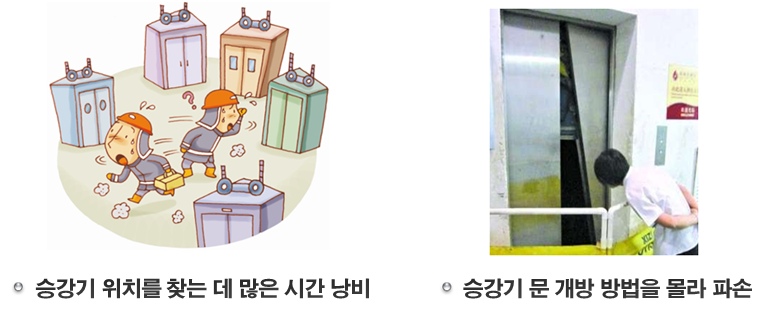 ?
승강기 위치를 찾는 데 많은 시간 낭비
승강기 문 개방 방법을 몰라 파손